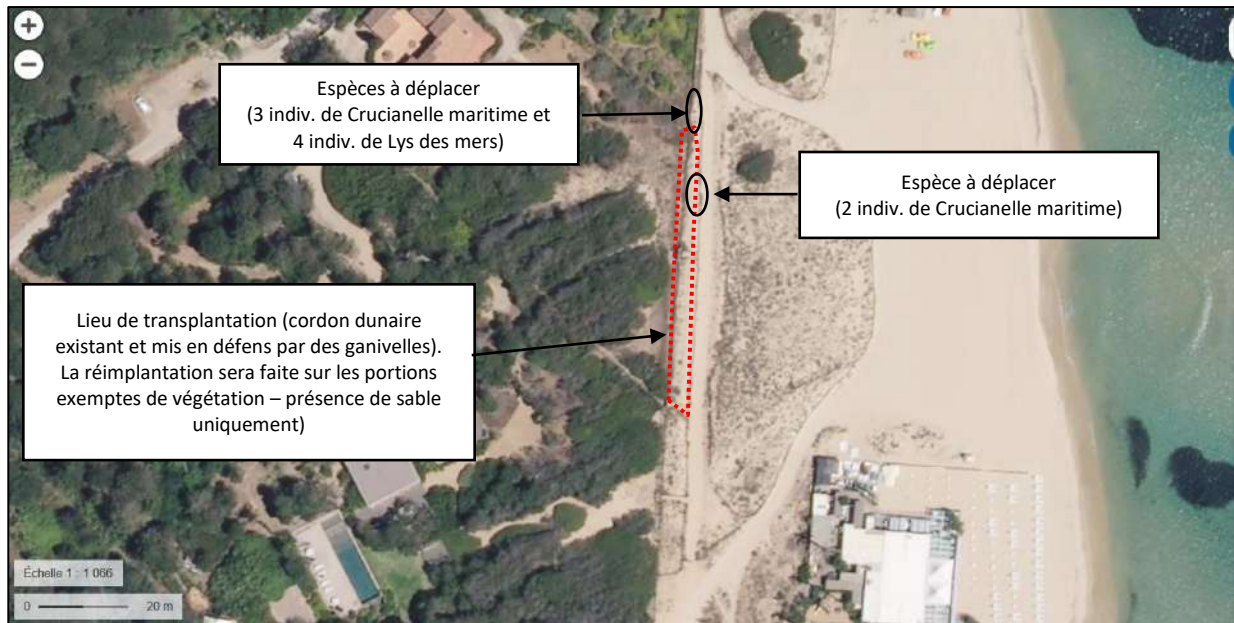 Espèces à déplacer
(3 indiv. de Crucianelle maritime et
4 indiv. de Lys des mers)
Espèce à déplacer
(2 indiv. de Crucianelle maritime)
Lieu de transplantation (cordon dunaire
existant et mis en défens par des ganivelles).
La réimplantation sera faite sur les portions
exemptes de végétation – présence de sable
uniquement)
Échelle 1 : 1 066
0 20 m